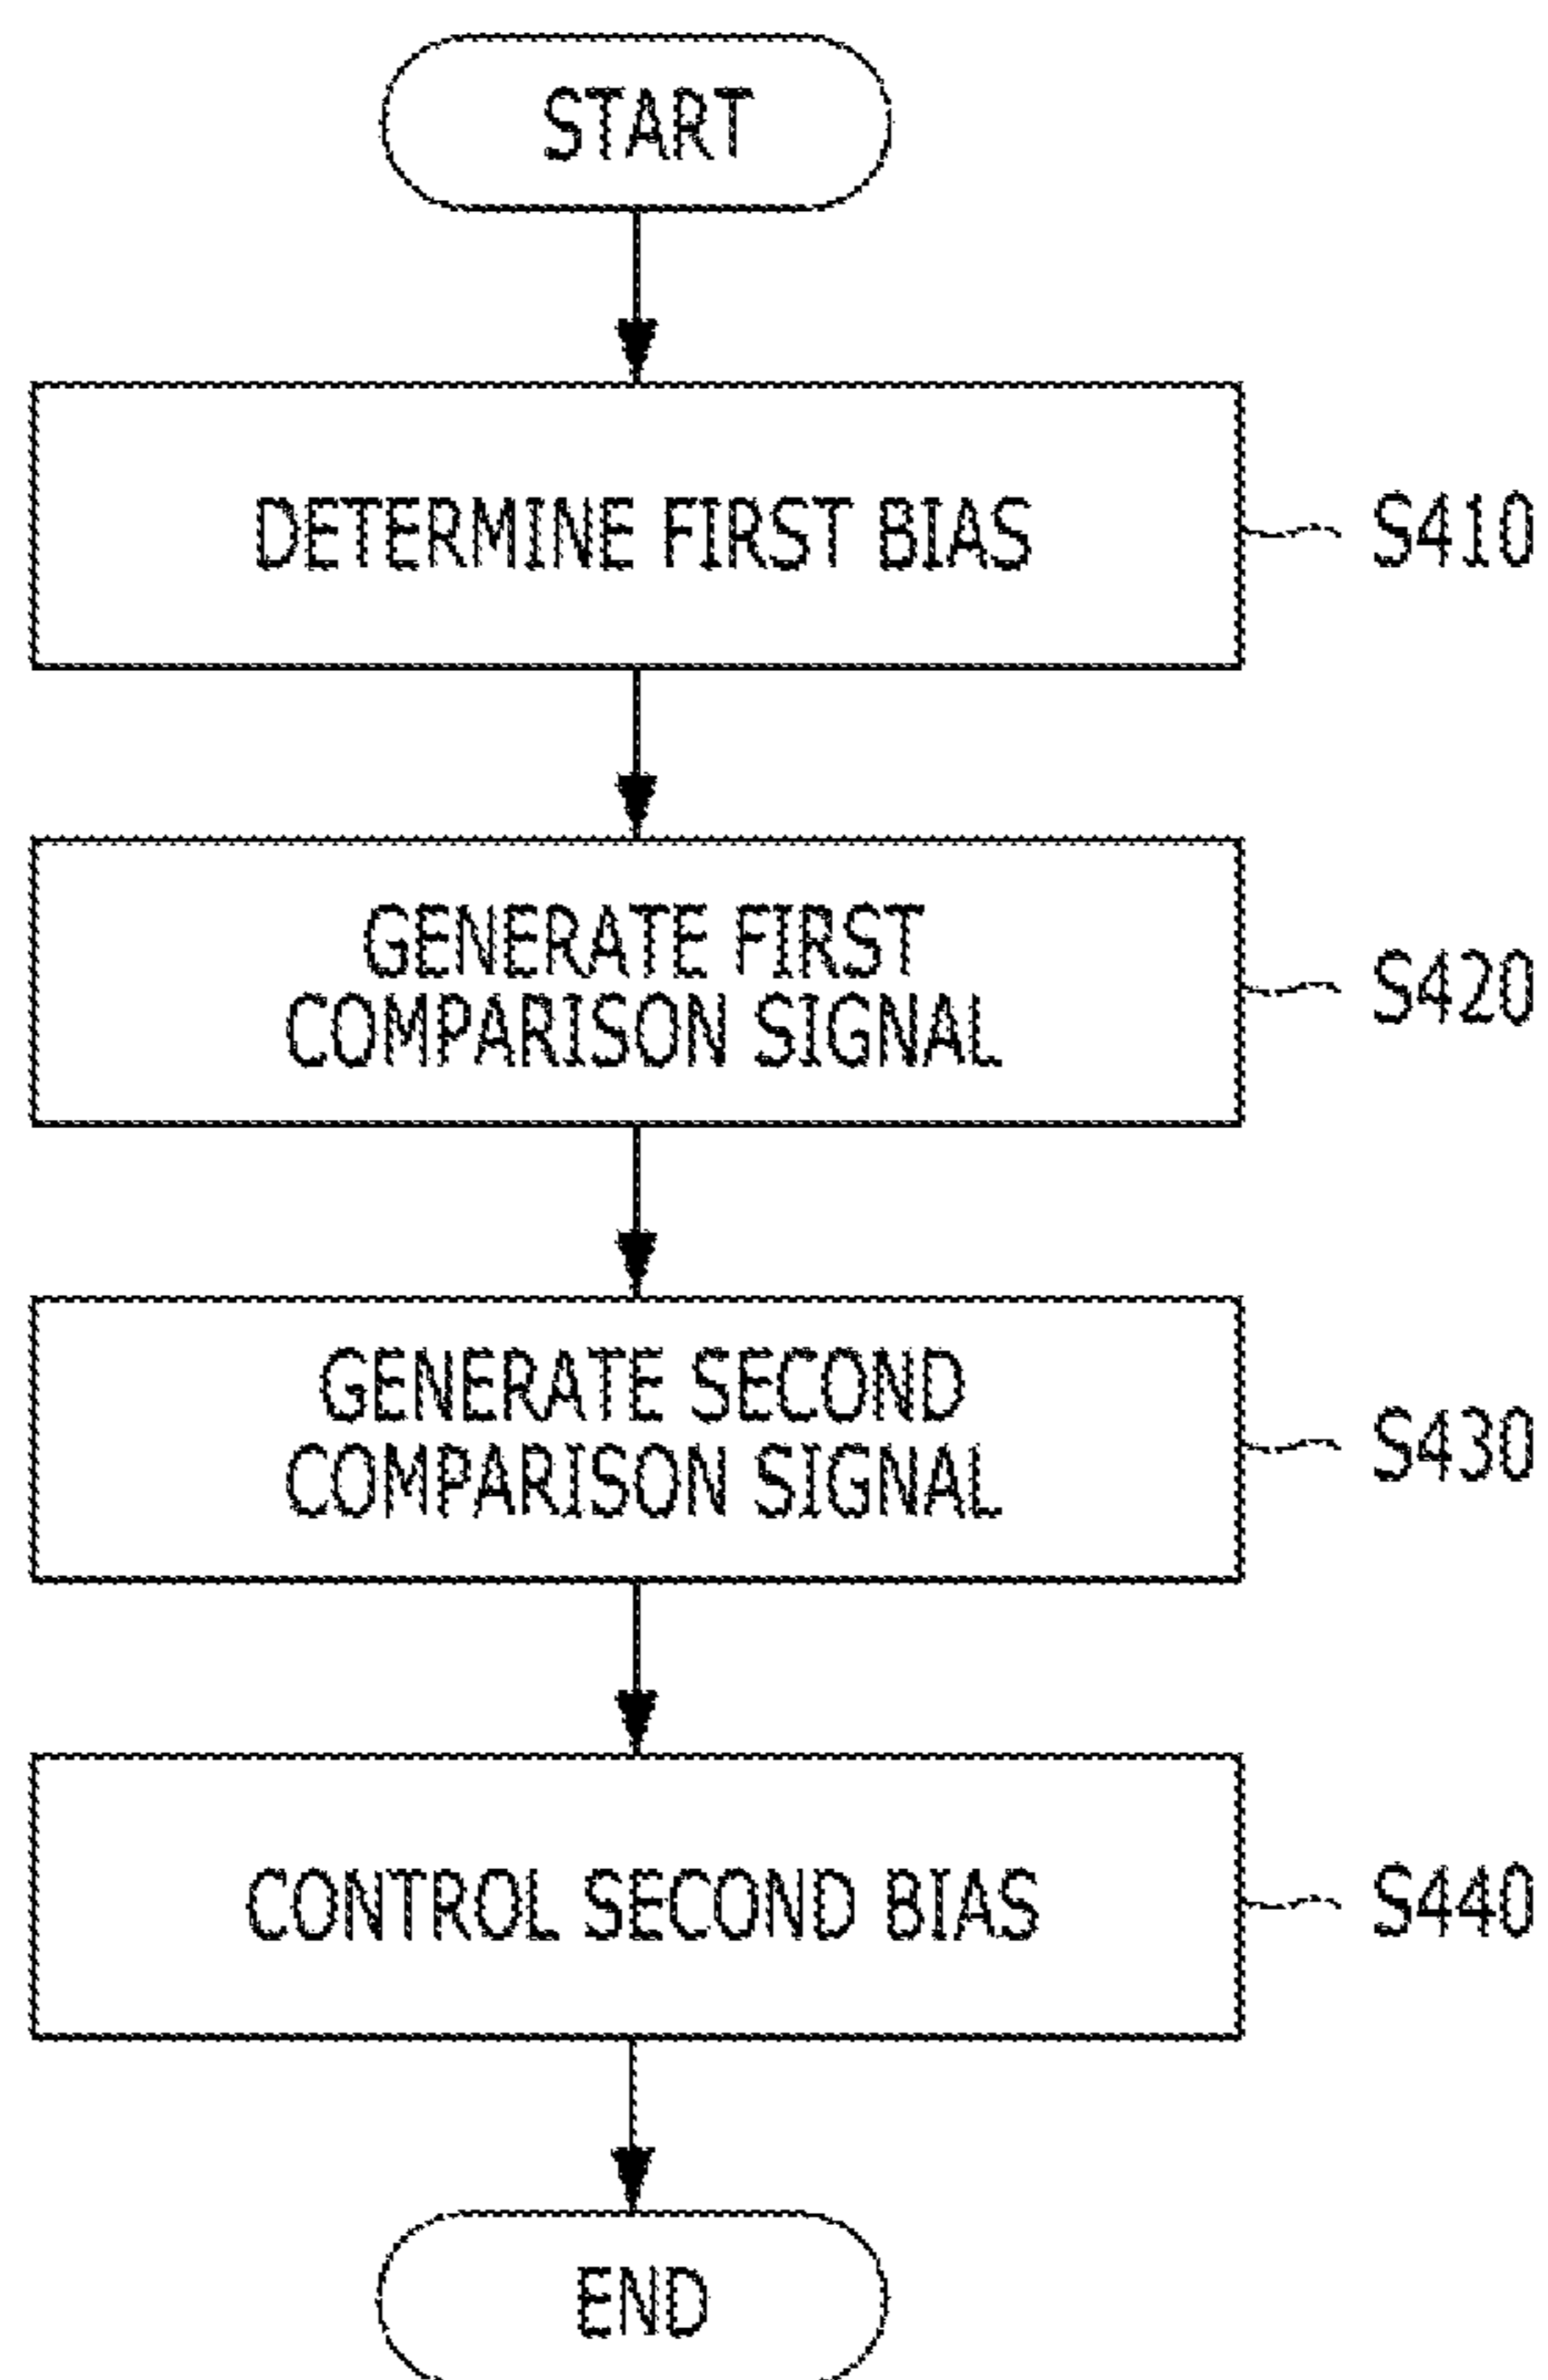 START
DETERMINE FIRST BIAS
S410
GENERATE FIRST
COMPARISON SIGNAL
S420
GENERATE SECOND
COMPARISON SIGNAL
S430
CONTROL SECOND BIAS
S440
END